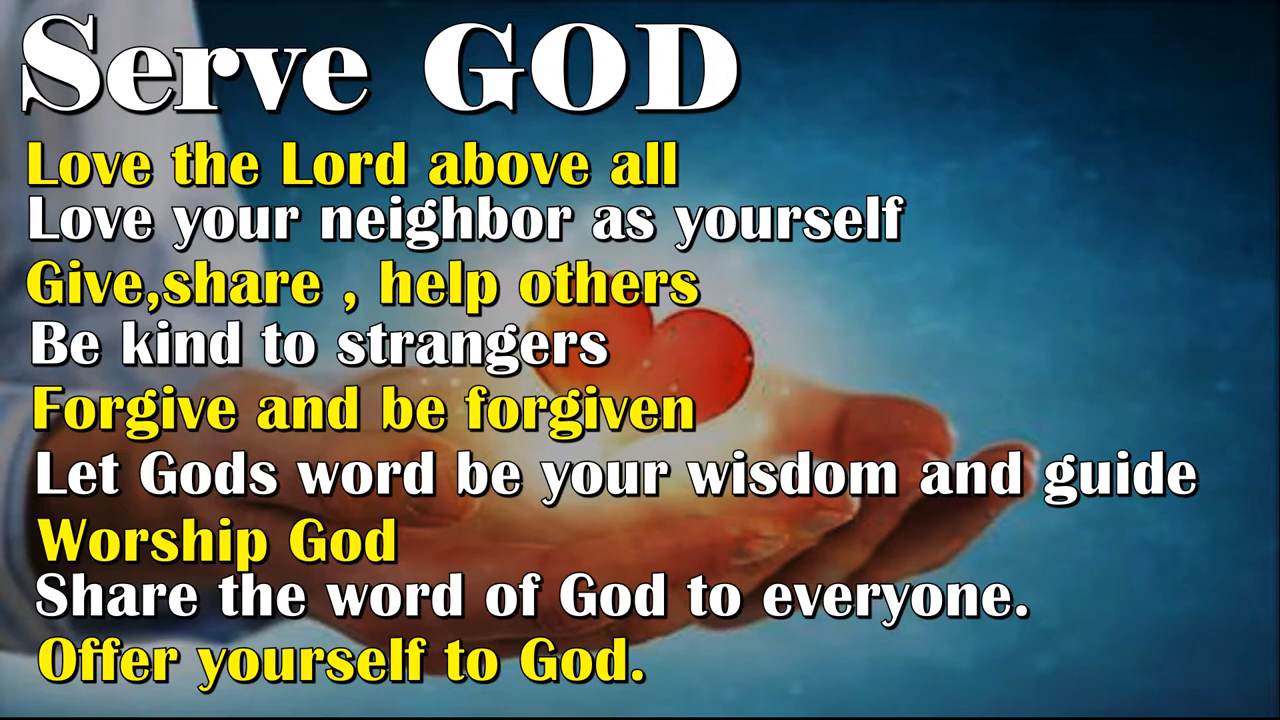 Serve GOD
Love the Lord above all
Love your neighbor as yourself
Give,share , help others
Be kind to strangers
Forgive and be forgiven
Let Gods word be your wisdom and guide
Worship God
Share the word of God to everyone.
Offer yourself to God.